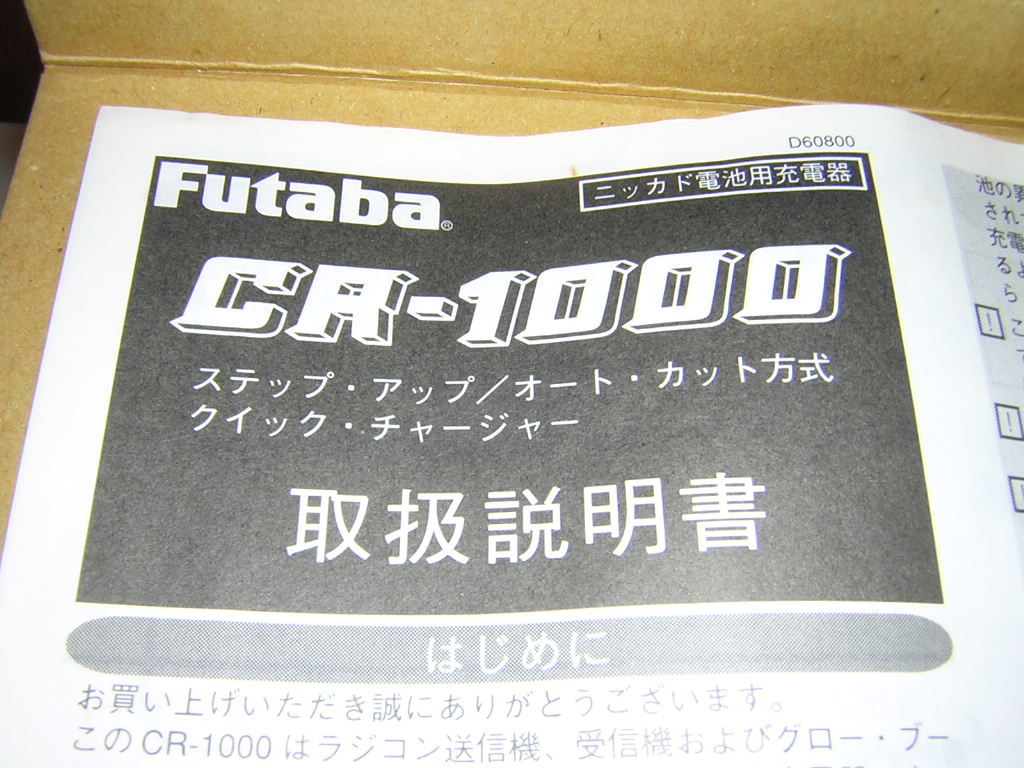 D60800
Futaba®
ニッカド電池用充電器
CR-1000
ステップ・アップ／オート・カット方式
クイック・チャージャー
取扱説明書
はじめに
お買い上げいただき誠にありがとうございます。
このCR-1000はラジコン送信機、受信機およびグロー・ブー
池の
され
充電
る
ら
! こ
!
!